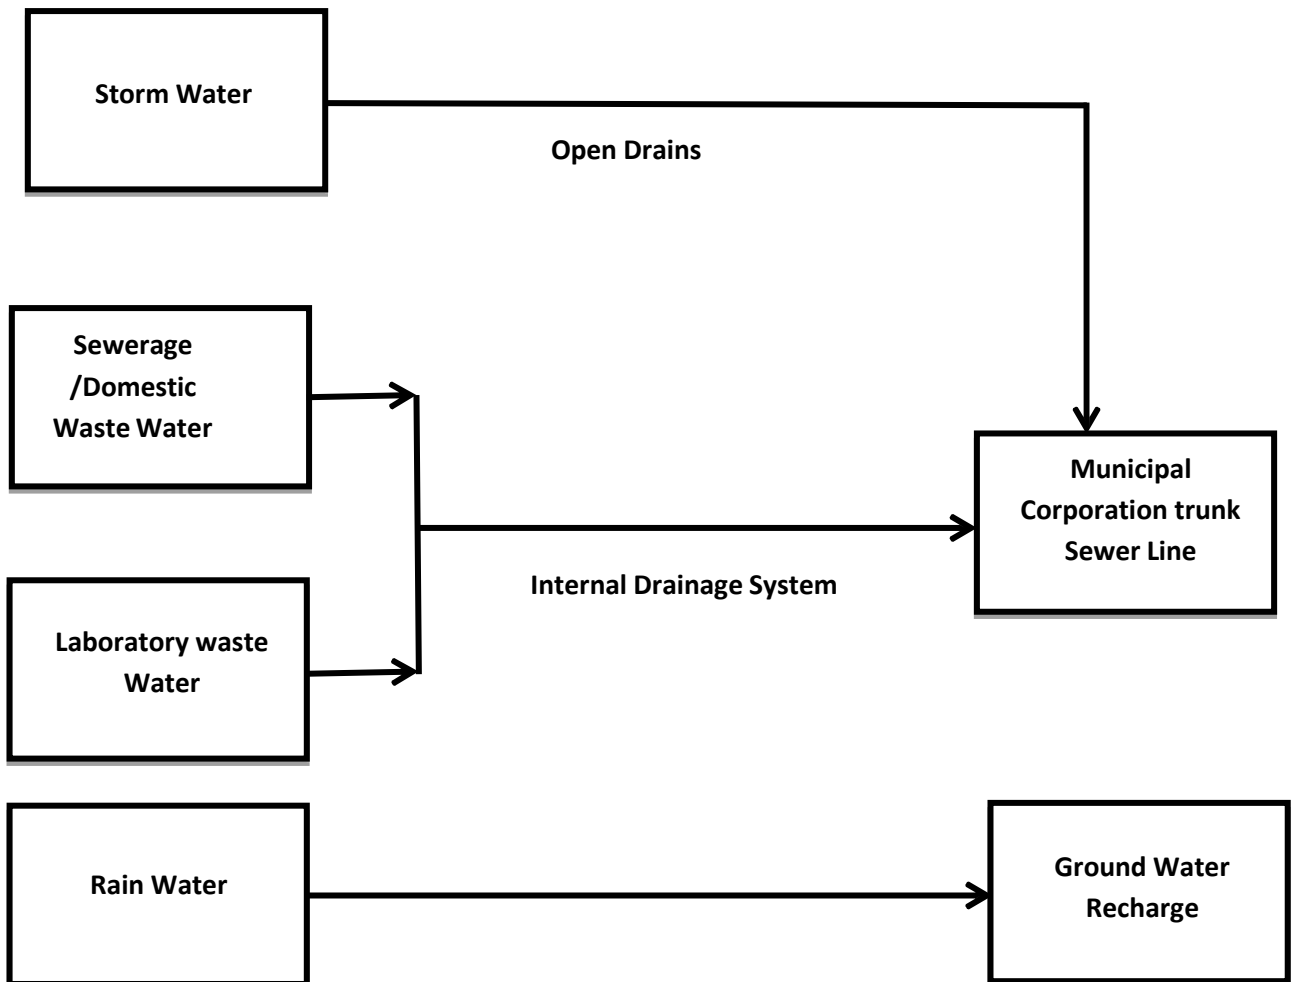 Storm Water
Open Drains
Sewerage
/Domestic
Waste Water
Municipal
Corporation trunk
Sewer Line
Internal Drainage System
Laboratory waste
Water
Rain Water
Ground Water
Recharge